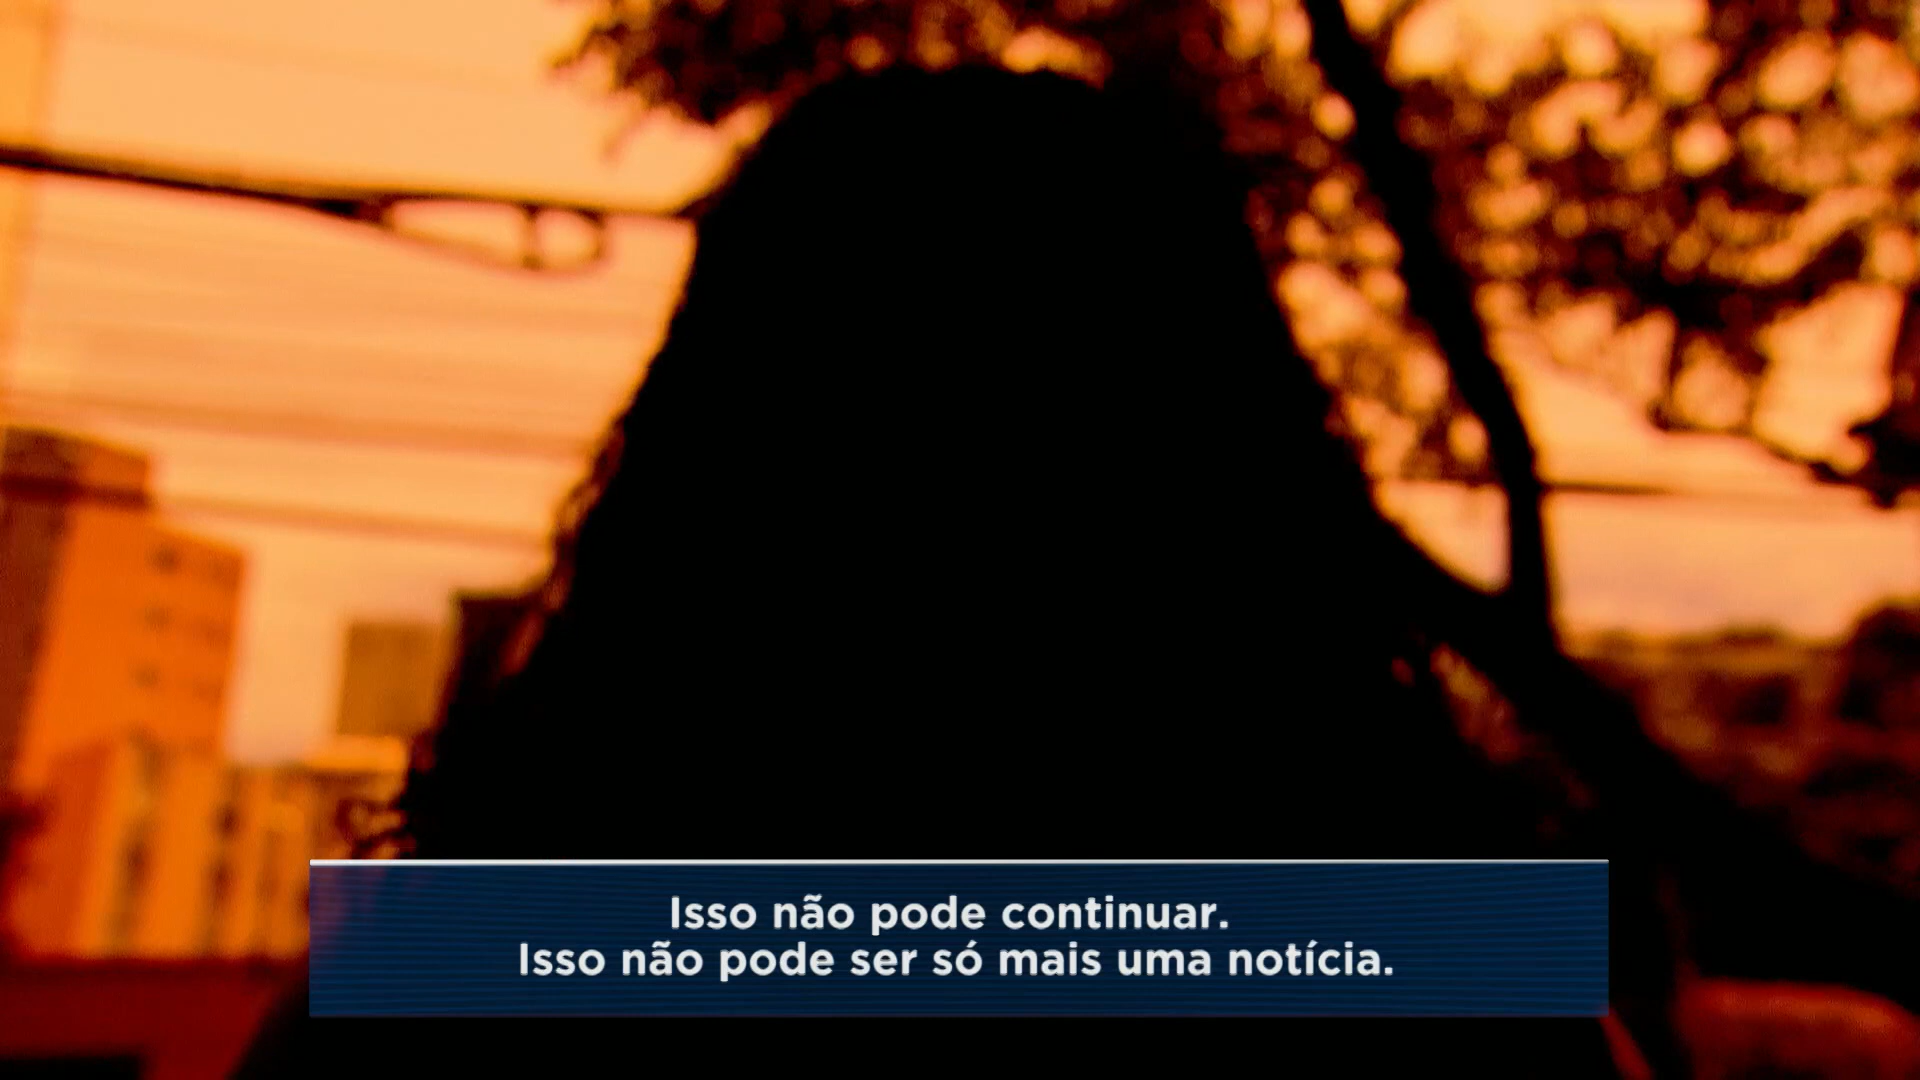 Isso não pode continuar.
Isso não pode ser só mais uma notícia.